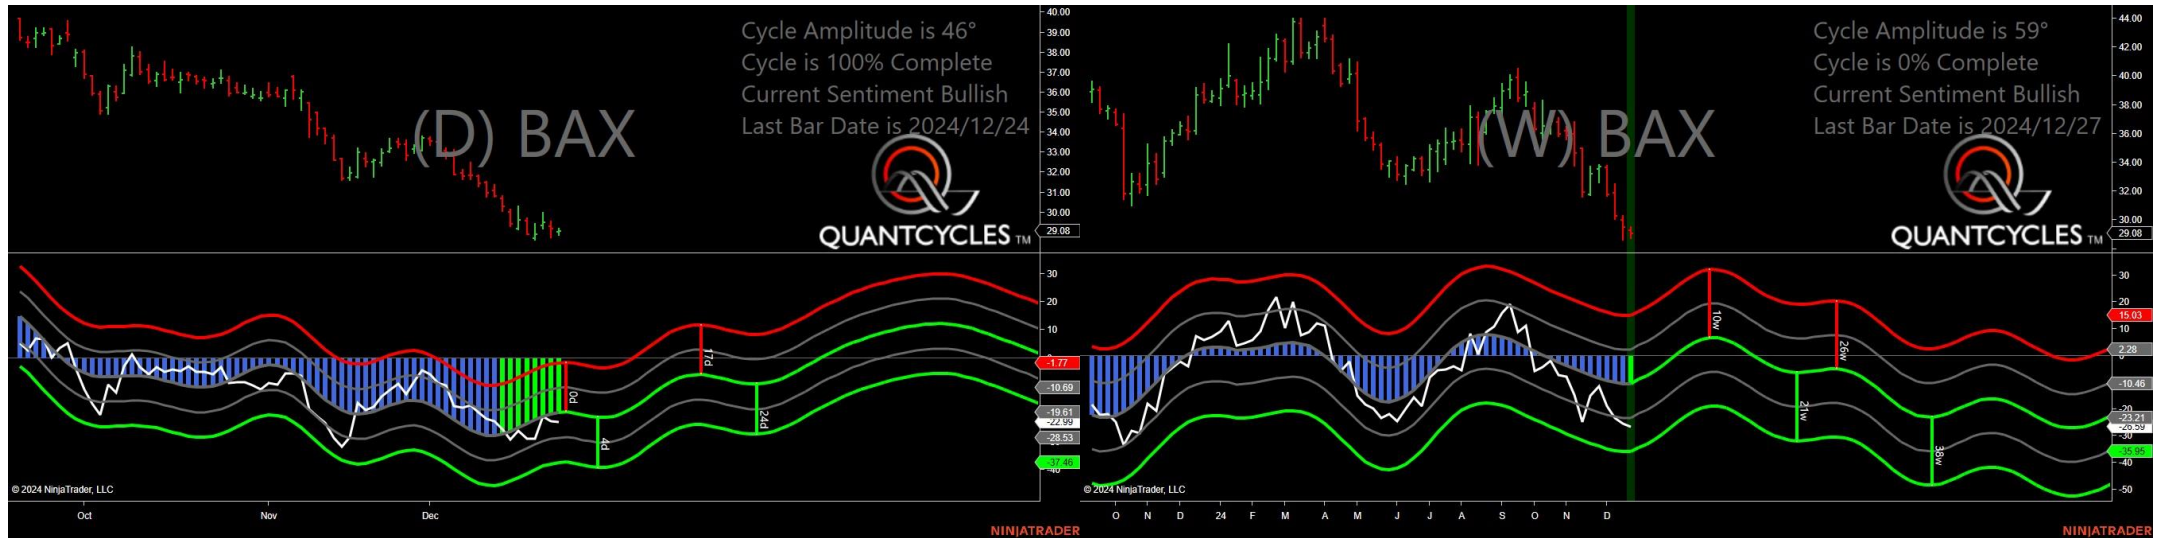 Cycle Amplitude is 46°
Cycle is 100% Complete
Current Sentiment Bullish
Last Bar Date is 2024/12/24
(D) BAX
QUANTCYCLES TM
40.00
39.00
38.00
37.00
36.00
35.00
34.00
33.00
32.00
31.00
30.00
29.08
30
20
10
-1.77
-10.69
-19.61
-22.99
-28.53
-37.46
0d
4d
17d
24d
© 2024 NinjaTrader, LLC
Oct Nov Dec
NINJATRADER
Cycle Amplitude is 59°
Cycle is 0% Complete
Current Sentiment Bullish
Last Bar Date is 2024/12/27
(W) BAX
QUANTCYCLES TM
44.00
42.00
40.00
38.00
36.00
34.00
32.00
30.00
29.08
30
20
15.03
10
2.28
-10.46
-20
-23.21
-26.59
-30
-35.95
-40
-50
10w
21w
26w
38w
© 2024 NinjaTrader, LLC
O N D 24 F M A M J J A S O N D
NINJATRADER